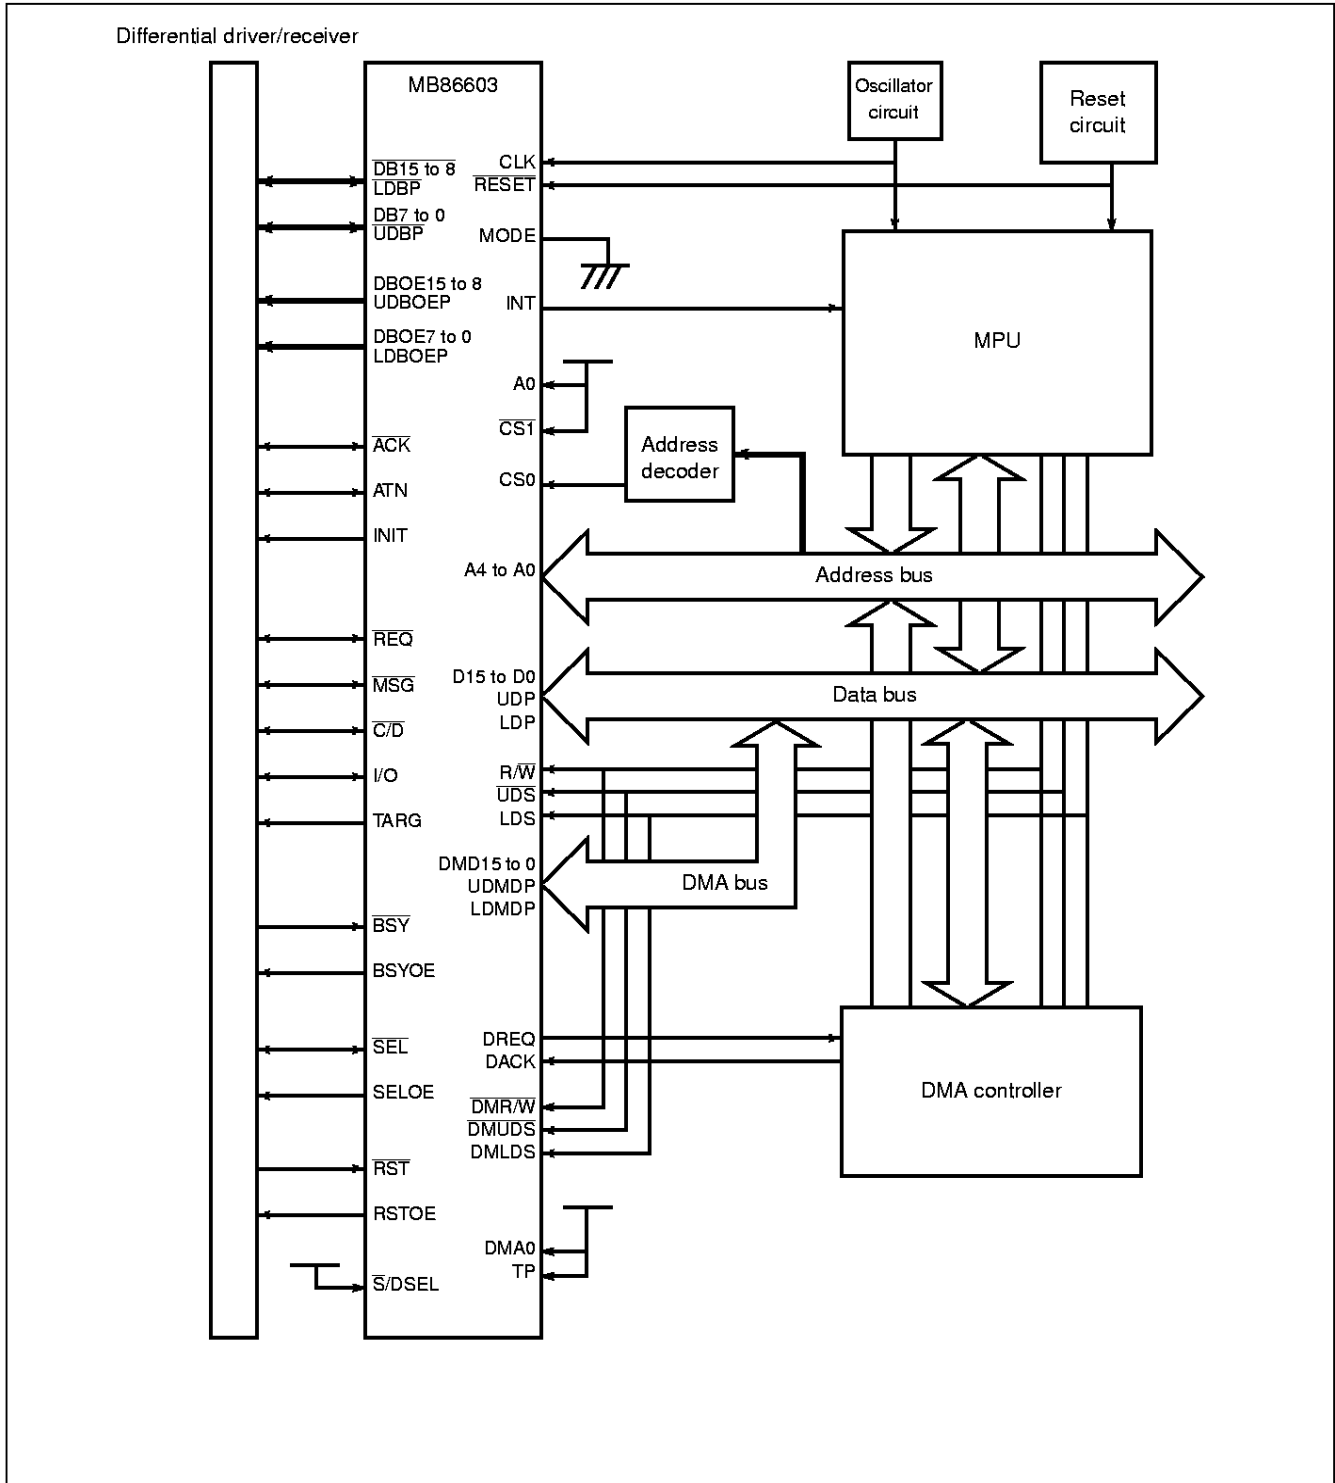 Differential driver/receiver
MB86603
Oscillator
circuit
Reset
circuit
DB15 to 8
LDBP
DB7 to 0
UDBP
DBOE15 to 8
UDBOEP
DBOE7 to 0
LDBOEP
ACK
ATN
INIT
REQ
MSG
C/D
I/O
TARG
BSY
BSYOE
SEL
SELOE
RST
RSTOE
S/DSEL
CLK
RESET
MODE
INT
A0
CS1
CS0
A4 to A0
D15 to D0
UDP
LDP
R/W
UDS
LDS
DMD15 to 0
UDMDP
LDMDP
DREQ
DACK
DMR/W
DMUDS
DMLDS
DMA0
TP
Address
decoder
MPU
Address bus
Data bus
DMA bus
DMA controller